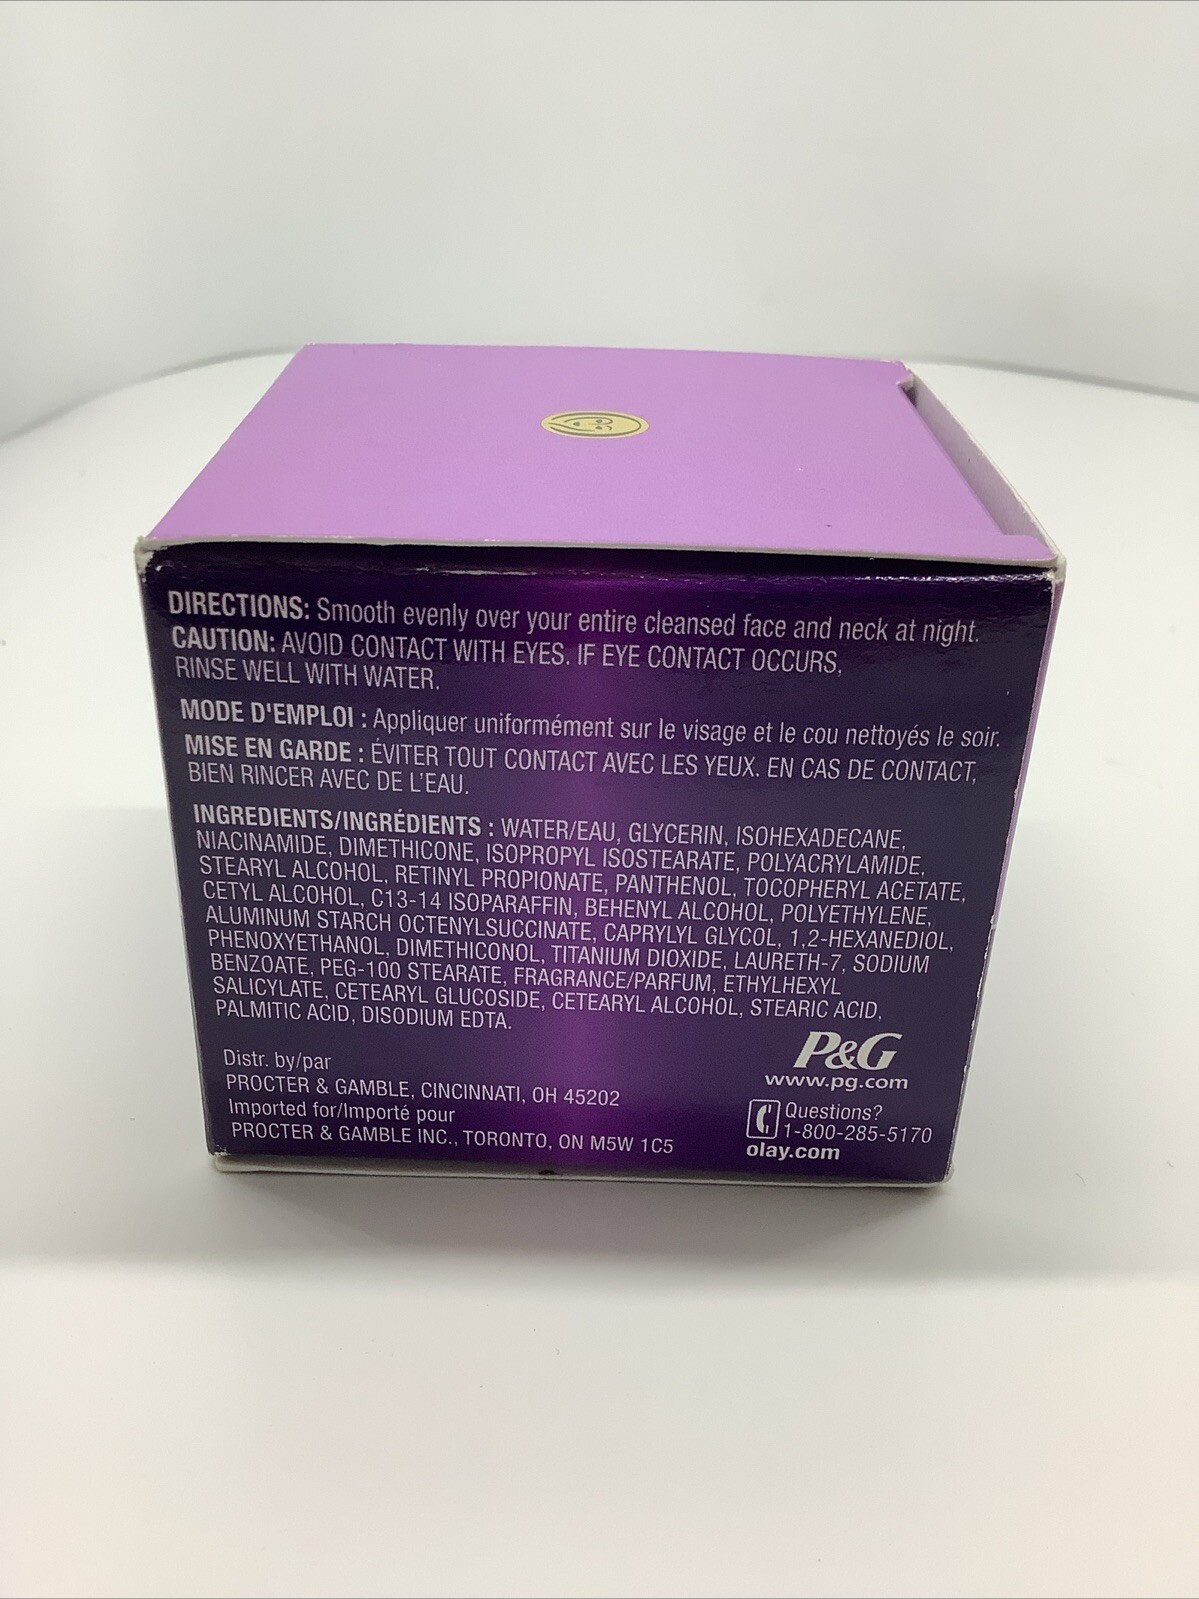 DIRECTIONS: Smooth evenly over your entire cleansed face and neck at night.
CAUTION: AVOID CONTACT WITH EYES. IF EYE CONTACT OCCURS,
RINSE WELL WITH WATER.
MODE D'EMPLOI : Appliquer uniformément sur le visage et le cou nettoyés le soir.
MISE EN GARDE : ÉVITER TOUT CONTACT AVEC LES YEUX. EN CAS DE CONTACT,
BIEN RINCER AVEC DE L'EAU.
INGREDIENTS/INGRÉDIENTS : WATER/EAU, GLYCERIN, ISOHEXADECANE,
NIACINAMIDE, DIMETHICONE, ISOPROPYL ISOSTEARATE, POLYACRYLAMIDE,
STEARYL ALCOHOL, RETINYL PROPIONATE, PANTHENOL, TOCOPHERYL ACETATE,
CETYL ALCOHOL, C13-14 ISOPARAFFIN, BEHENYL ALCOHOL, POLYETHYLENE,
ALUMINUM STARCH OCTENYLSUCCINATE, CAPRYLYL GLYCOL, 1,2-HEXANEDIOL,
PHENOXYETHANOL, DIMETHICONOL, TITANIUM DIOXIDE, LAURETH-7, SODIUM
BENZOATE, PEG-100 STEARATE, FRAGRANCE/PARFUM, ETHYLHEXYL
SALICYLATE, CETEARYL GLUCOSIDE, CETEARYL ALCOHOL, STEARIC ACID,
PALMITIC ACID, DISODIUM EDTA.
Distr. by/par
PROCTER & GAMBLE, CINCINNATI, OH 45202
Imported for/Importé pour
PROCTER & GAMBLE INC., TORONTO, ON M5W 1C5
P&G
www.pg.com
Questions?
1-800-285-5170
olay.com